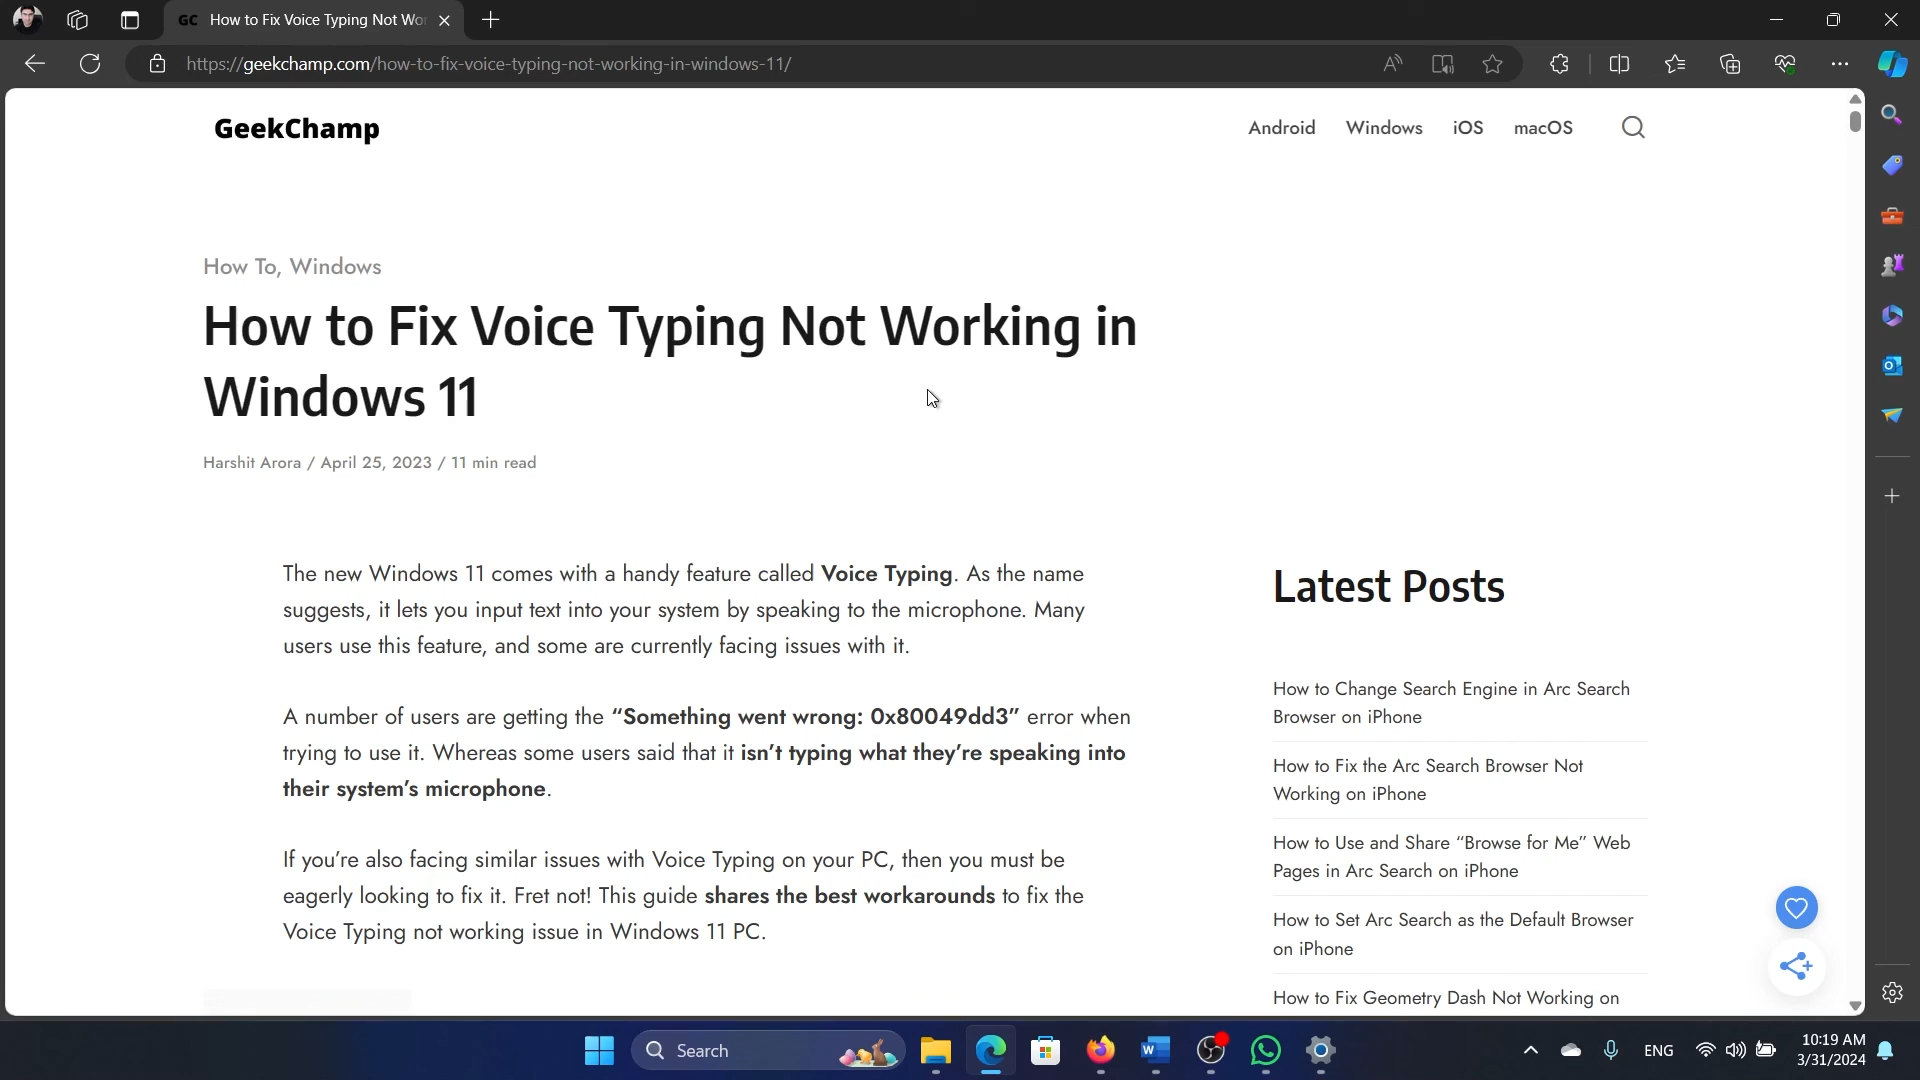 GC How to Fix Voice Typing Not Wor
https://geekchamp.com/how-to-fix-voice-typing-not-working-in-windows-11/
GeekChamp
Android Windows iOS macOS
How To, Windows
How to Fix Voice Typing Not Working in
Windows 11
Harshit Arora / April 25, 2023 / 11 min read
The new Windows 11 comes with a handy feature called Voice Typing. As the name
suggests, it lets you input text into your system by speaking to the microphone. Many
users use this feature, and some are currently facing issues with it.
A number of users are getting the “Something went wrong: 0x80049dd3” error when
trying to use it. Whereas some users said that it isn’t typing what they’re speaking into
their system’s microphone.
If you’re also facing similar issues with Voice Typing on your PC, then you must be
eagerly looking to fix it. Fret not! This guide shares the best workarounds to fix the
Voice Typing not working issue in Windows 11 PC.
Latest Posts
How to Change Search Engine in Arc Search
Browser on iPhone
How to Fix the Arc Search Browser Not
Working on iPhone
How to Use and Share “Browse for Me” Web
Pages in Arc Search on iPhone
How to Set Arc Search as the Default Browser
on iPhone
How to Fix Geometry Dash Not Working on
Search
ENG
10:19 AM
3/31/2024